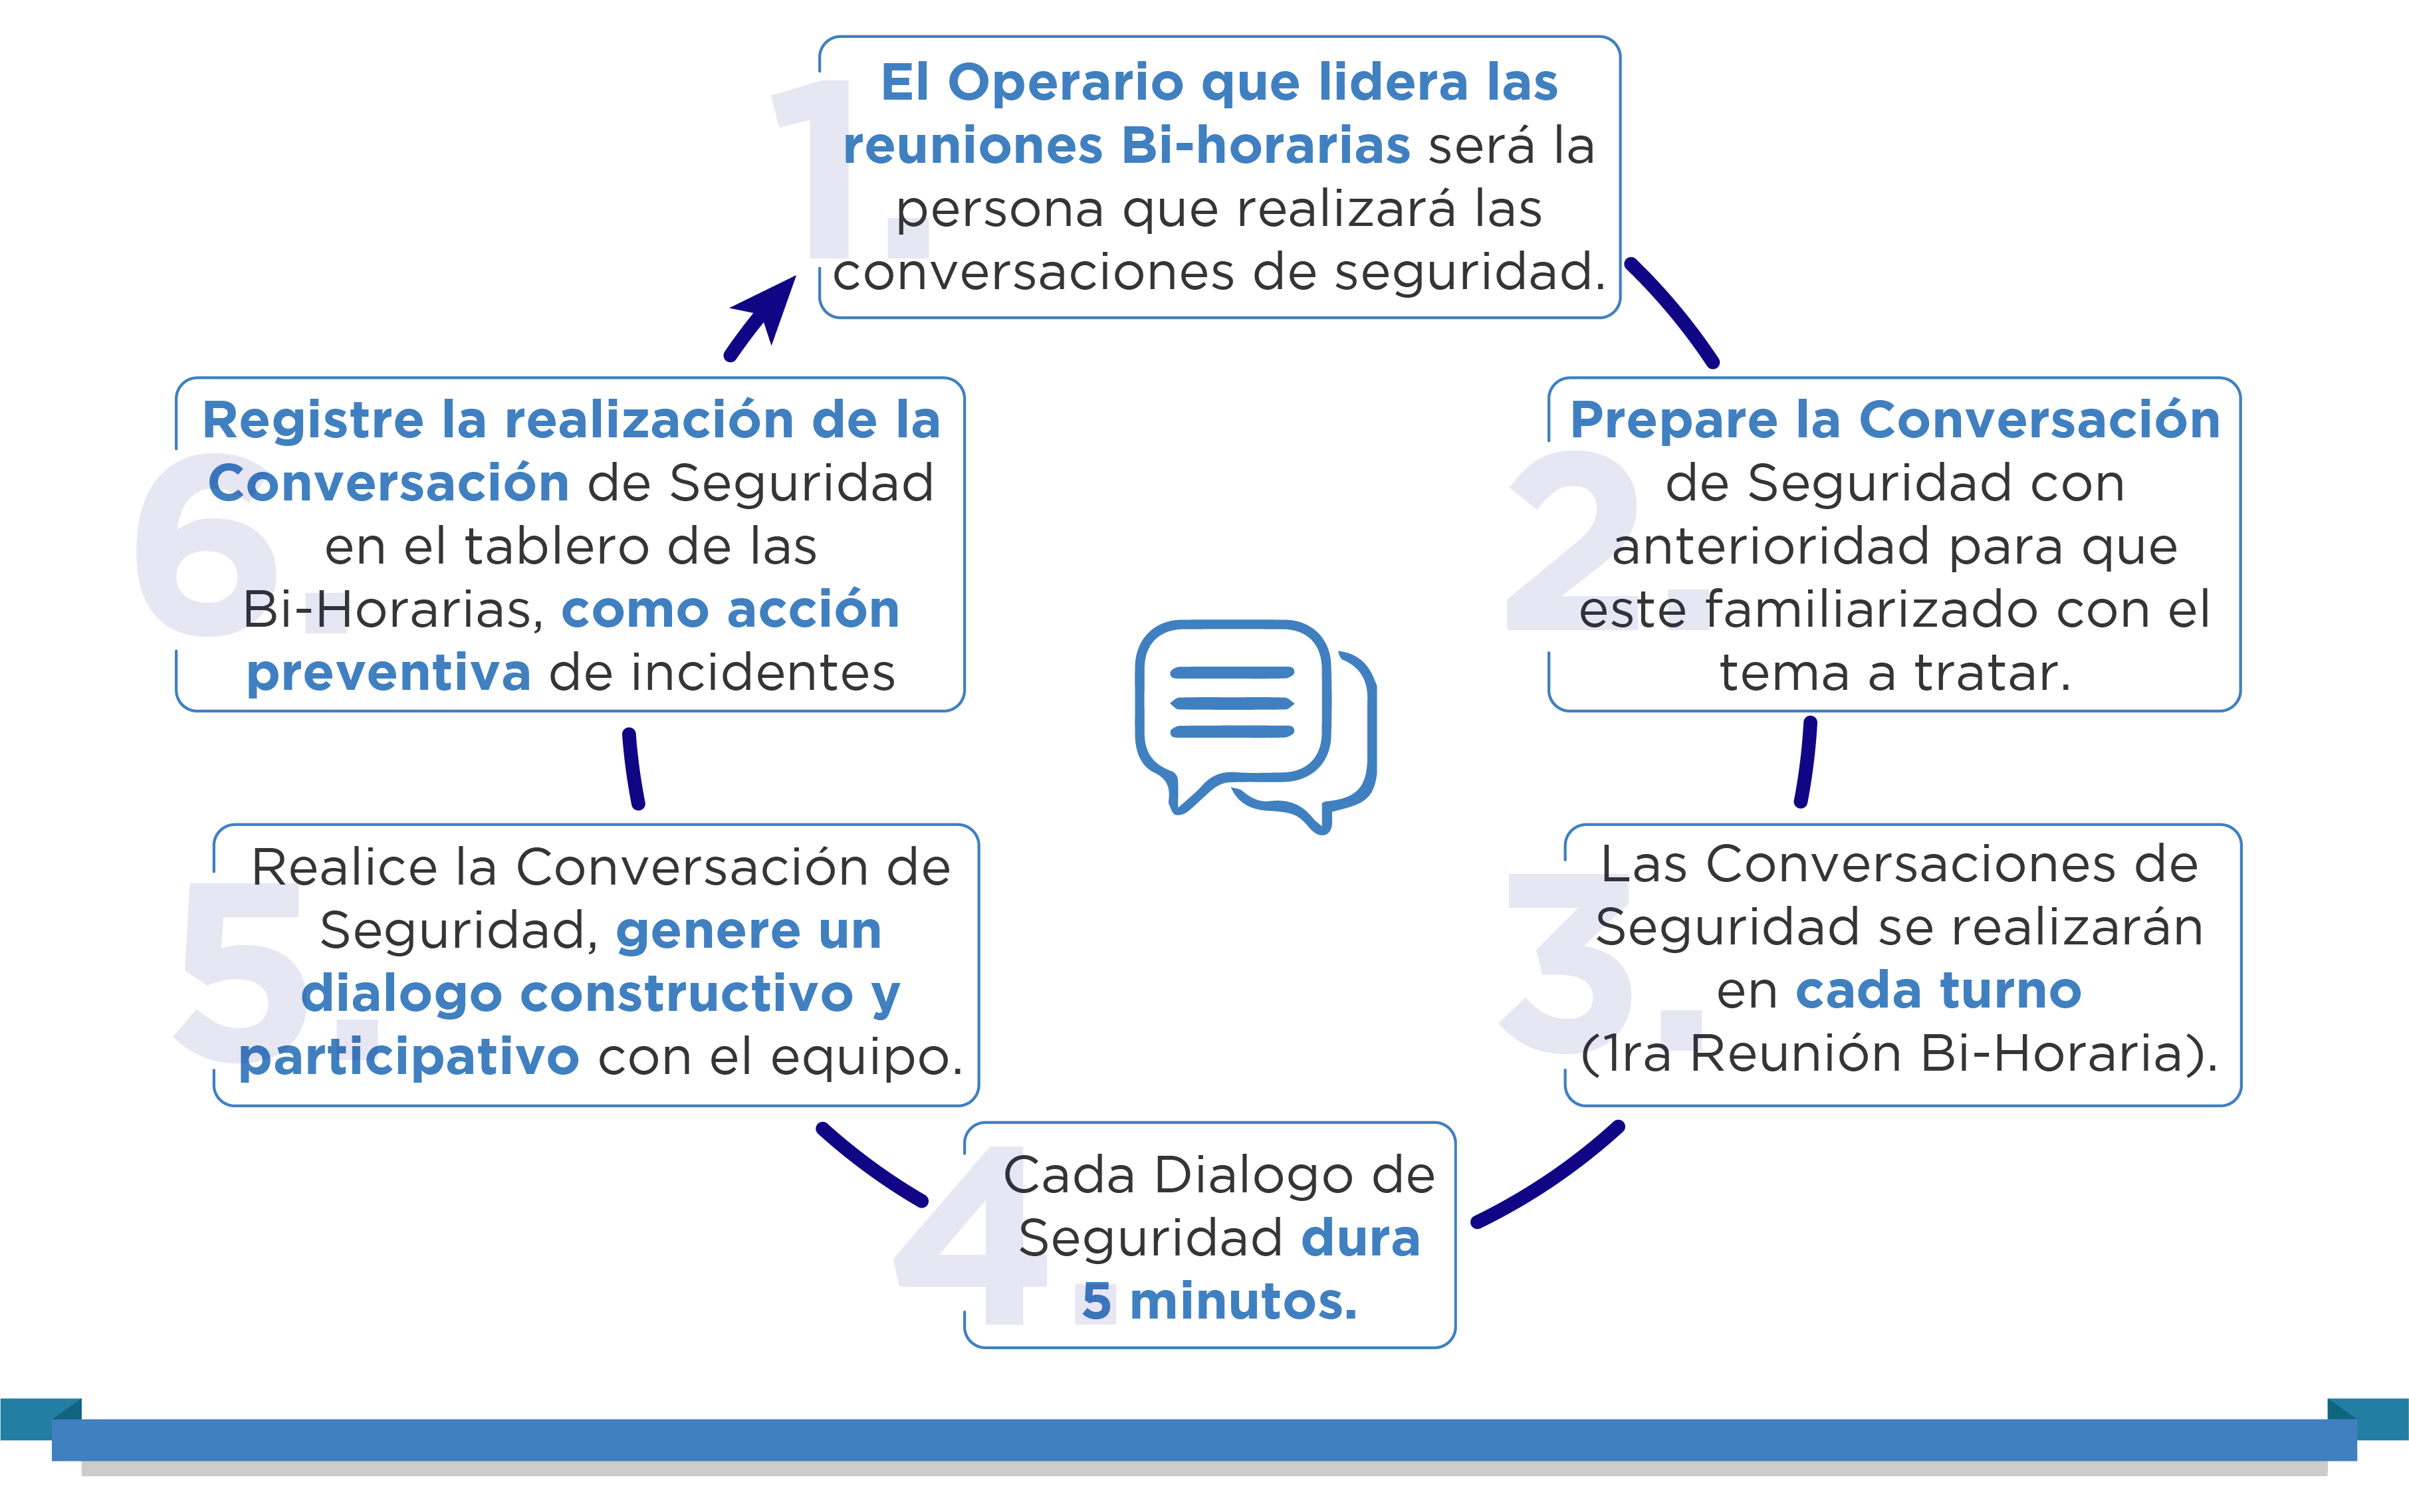 1.
El Operario que lidera las
reuniones Bi-horarias será la
persona que realizará las
conversaciones de seguridad.
2.
Prepare la Conversación
de Seguridad con
anterioridad para que
este familiarizado con el
tema a tratar.
3.
Las Conversaciones de
Seguridad se realizarán
en cada turno
(1ra Reunión Bi-Horaria).
4.
Cada Dialogo de
Seguridad dura
5 minutos.
5.
Realice la Conversación de
Seguridad, genere un
dialogo constructivo y
participativo con el equipo.
6.
Registre la realización de la
Conversación de Seguridad
en el tablero de las
Bi-Horarias, como acción
preventiva de incidentes